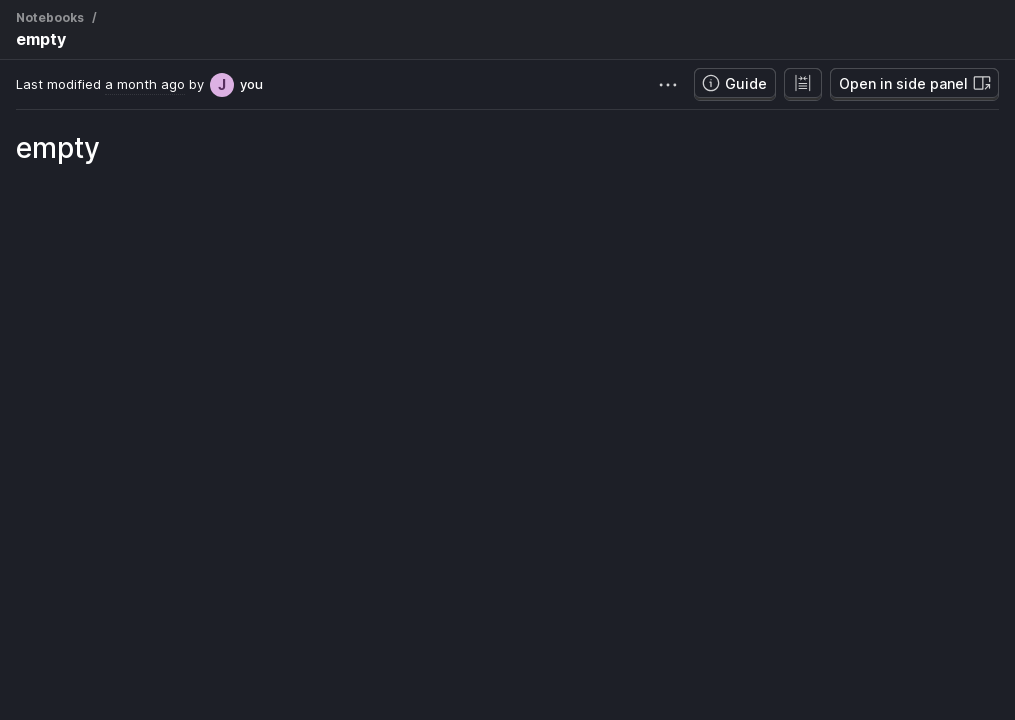 Notebooks /
empty
Last modified a month ago by J you
Guide
Open in side panel
empty